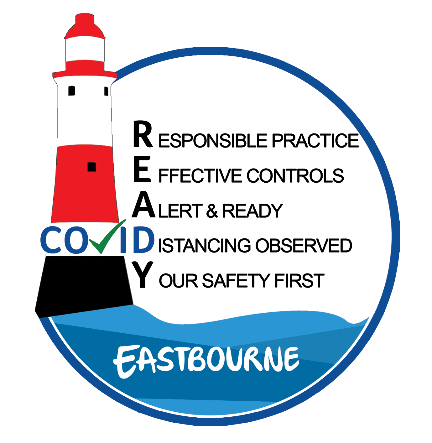 RESPONSIBLE PRACTICE
EFFECTIVE CONTROLS
ALERT & READY
COVID DISTANCING OBSERVED
YOUR SAFETY FIRST
EASTBOURNE